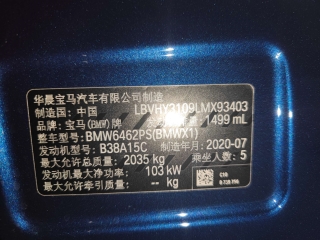 华晨宝马汽车有限公司制造
制造国: 中国 LBVHY3109LMX93403
品牌: 宝马(BMW)牌 1499 mL
整车型号: BMW6462PS(BMWX1)
发动机型号: B38A15C 制造年月: 2020-07
最大允许总质量: 2035 kg 乘坐人数: 5
发动机最大净功率: 103 kW
最大允许牵引质量: -- kg